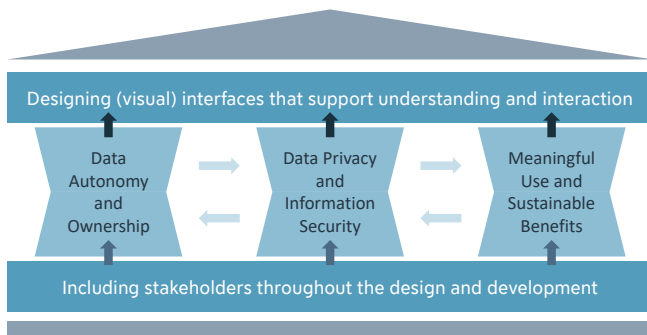 Designing (visual) interfaces that support understanding and interaction
Data
Autonomy
and
Ownership
Data Privacy
and
Information
Security
Meaningful
Use and
Sustainable
Benefits
Including stakeholders throughout the design and development